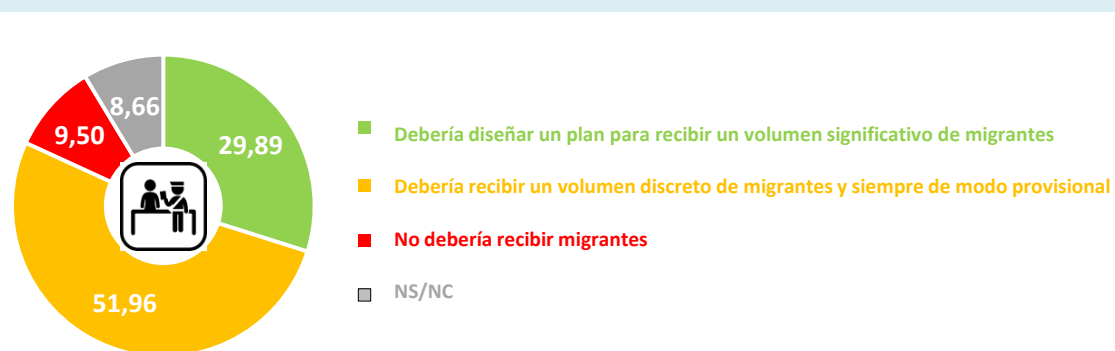 8,66
9,50
29,89
Debería diseñar un plan para recibir un volumen significativo de migrantes
Debería recibir un volumen discreto de migrantes y siempre de modo provisional
No debería recibir migrantes
NS/NC
51,96